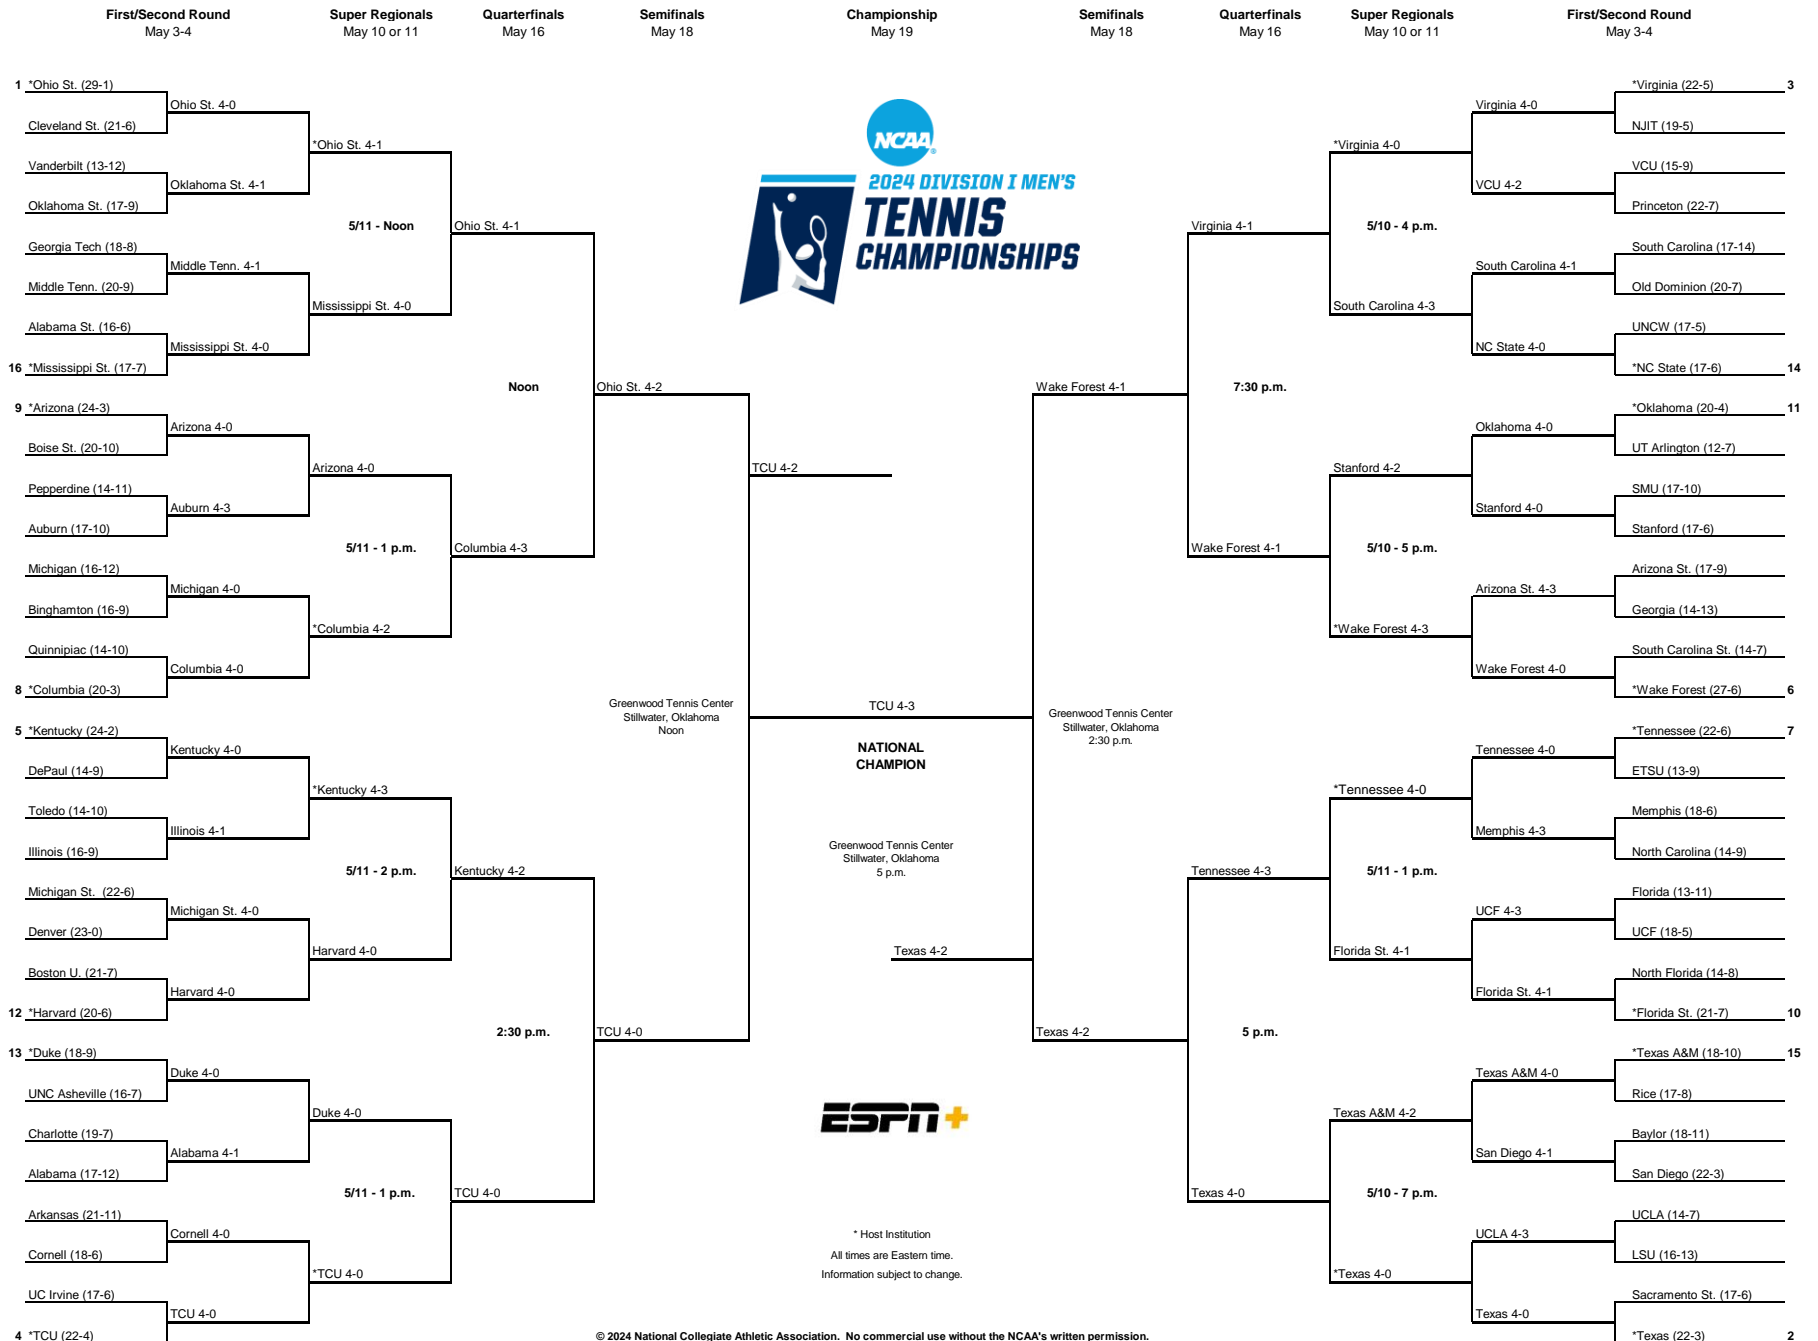 First/Second Round
May 3-4
Super Regionals
May 10 or 11
Quarterfinals
May 16
Semifinals
May 18
Championship
May 19
Semifinals
May 18
Quarterfinals
May 16
Super Regionals
May 10 or 11
First/Second Round
May 3-4
1 *Ohio St. (29-1)
Cleveland St. (21-6)
Vanderbilt (13-12)
Oklahoma St. (17-9)
Georgia Tech (18-8)
Middle Tenn. (20-9)
Alabama St. (16-6)
16 *Mississippi St. (17-7)
9 *Arizona (24-3)
Boise St. (20-10)
Pepperdine (14-11)
Auburn (17-10)
Michigan (16-12)
Binghamton (16-9)
Quinnipiac (14-10)
8 *Columbia (20-3)
5 *Kentucky (24-2)
DePaul (14-9)
Toledo (14-10)
Illinois (16-9)
Michigan St. (22-6)
Denver (23-0)
Boston U. (21-7)
12 *Harvard (20-6)
13 *Duke (18-9)
UNC Asheville (16-7)
Charlotte (19-7)
Alabama (17-12)
Arkansas (21-11)
Cornell (18-6)
UC Irvine (17-6)
4 *TCU (22-4)
Ohio St. 4-0
Oklahoma St. 4-1
Middle Tenn. 4-1
Mississippi St. 4-0
Arizona 4-0
Auburn 4-3
Michigan 4-0
Columbia 4-0
Kentucky 4-0
Illinois 4-1
Michigan St. 4-0
Harvard 4-0
Duke 4-0
Alabama 4-1
Cornell 4-0
TCU 4-0
*Ohio St. 4-1
5/11 - Noon
Mississippi St. 4-0
Arizona 4-0
5/11 - 1 p.m.
*Columbia 4-2
*Kentucky 4-3
5/11 - 2 p.m.
Harvard 4-0
Duke 4-0
5/11 - 1 p.m.
*TCU 4-0
Ohio St. 4-1
Noon
Columbia 4-3
Kentucky 4-2
2:30 p.m.
TCU 4-0
Ohio St. 4-2
Greenwood Tennis Center
Stillwater, Oklahoma
Noon
TCU 4-0
NCAA
2024 DIVISION I MEN'S
TENNIS
CHAMPIONSHIPS
TCU 4-2
TCU 4-3
NATIONAL
CHAMPION
Greenwood Tennis Center
Stillwater, Oklahoma
5 p.m.
Texas 4-2
ESPN+
* Host Institution
All times are Eastern time.
Information subject to change.
Wake Forest 4-1
Greenwood Tennis Center
Stillwater, Oklahoma
2:30 p.m.
Texas 4-2
Virginia 4-1
7:30 p.m.
Wake Forest 4-1
Tennessee 4-3
5 p.m.
Texas 4-0
*Virginia 4-0
5/10 - 4 p.m.
South Carolina 4-3
Stanford 4-2
5/10 - 5 p.m.
*Wake Forest 4-3
*Tennessee 4-0
5/11 - 1 p.m.
Florida St. 4-1
Texas A&M 4-2
5/10 - 7 p.m.
*Texas 4-0
Virginia 4-0
VCU 4-2
South Carolina 4-1
NC State 4-0
Oklahoma 4-0
Stanford 4-0
Arizona St. 4-3
Wake Forest 4-0
Tennessee 4-0
Memphis 4-3
UCF 4-3
Florida St. 4-1
Texas A&M 4-0
San Diego 4-1
UCLA 4-3
Texas 4-0
*Virginia (22-5) 3
NJIT (19-5)
VCU (15-9)
Princeton (22-7)
South Carolina (17-14)
Old Dominion (20-7)
UNCW (17-5)
*NC State (17-6) 14
*Oklahoma (20-4) 11
UT Arlington (12-7)
SMU (17-10)
Stanford (17-6)
Arizona St. (17-9)
Georgia (14-13)
South Carolina St. (14-7)
*Wake Forest (27-6) 6
*Tennessee (22-6) 7
ETSU (13-9)
Memphis (18-6)
North Carolina (14-9)
Florida (13-11)
UCF (18-5)
North Florida (14-8)
*Florida St. (21-7) 10
*Texas A&M (18-10) 15
Rice (17-8)
Baylor (18-11)
San Diego (22-3)
UCLA (14-7)
LSU (16-13)
Sacramento St. (17-6)
*Texas (22-3) 2
© 2024 National Collegiate Athletic Association. No commercial use without the NCAA's written permission.